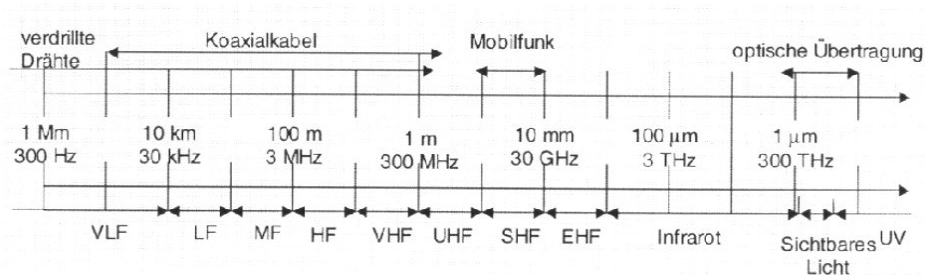 verdrillte
Drähte
Koaxialkabel
Mobilfunk
optische Übertragung
1 Mm
300 Hz
10 km
30 kHz
100 m
3 MHz
1 m
300 MHz
10 mm
30 GHz
100 µm
3 THz
1 µm
300 THz
VLF
LF
MF
HF
VHF
UHF
SHF
EHF
Infrarot
Sichtbares
Licht
UV